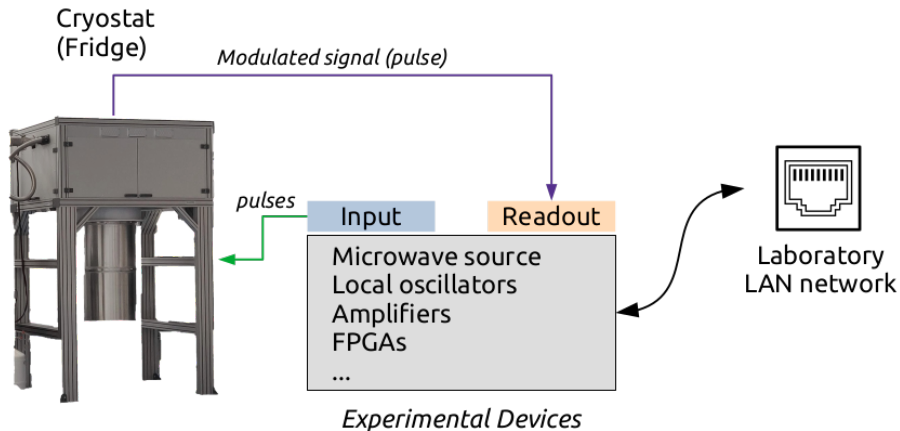 Cryostat
(Fridge)
Modulated signal (pulse)
pulses
Input
Readout
Microwave source
Local oscillators
Amplifiers
FPGAs
...
Experimental Devices
Laboratory
LAN network